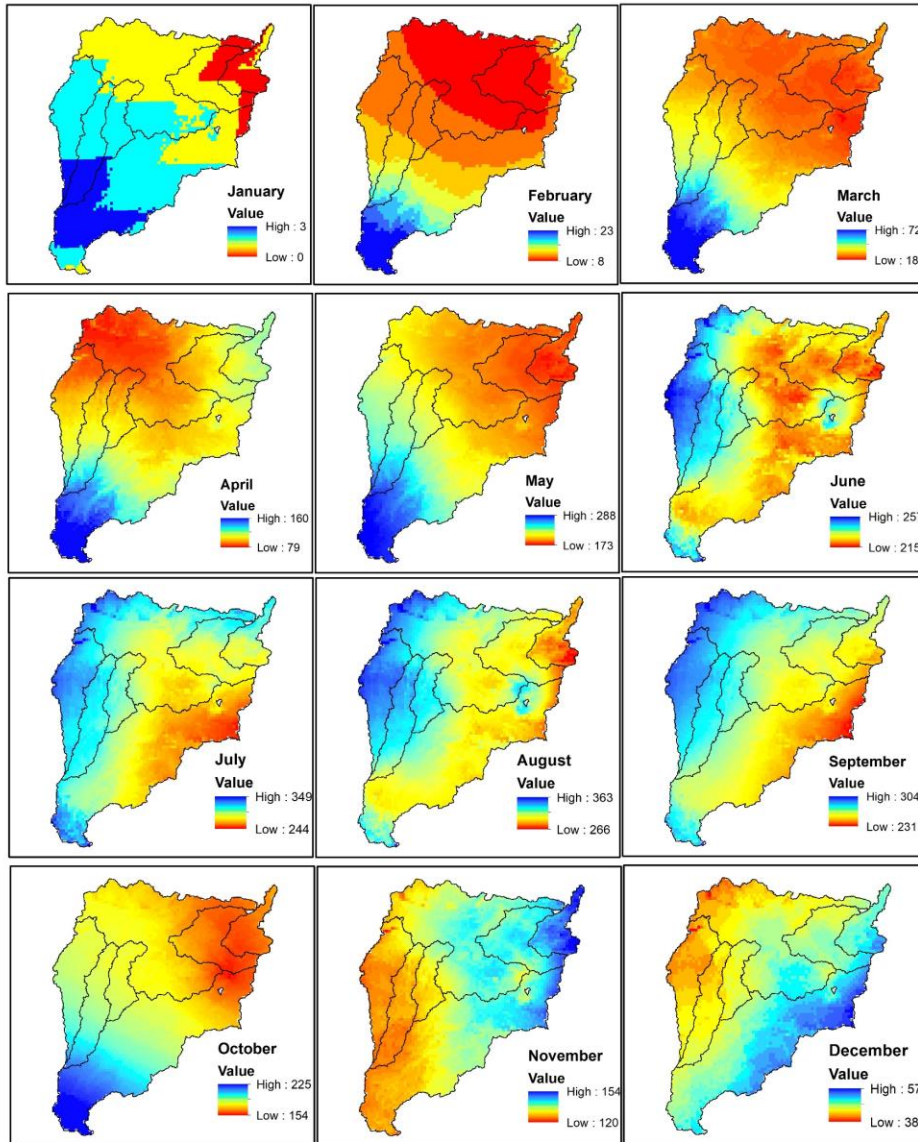 January
Value
High : 3
Low : 0
February
Value
High : 23
Low : 8
March
Value
High : 72
Low : 18
April
Value
High : 160
Low : 79
May
Value
High : 288
Low : 173
June
Value
High : 257
Low : 215
July
Value
High : 349
Low : 244
August
Value
High : 363
Low : 266
September
Value
High : 304
Low : 231
October
Value
High : 225
Low : 154
November
Value
High : 154
Low : 120
December
Value
High : 57
Low : 38